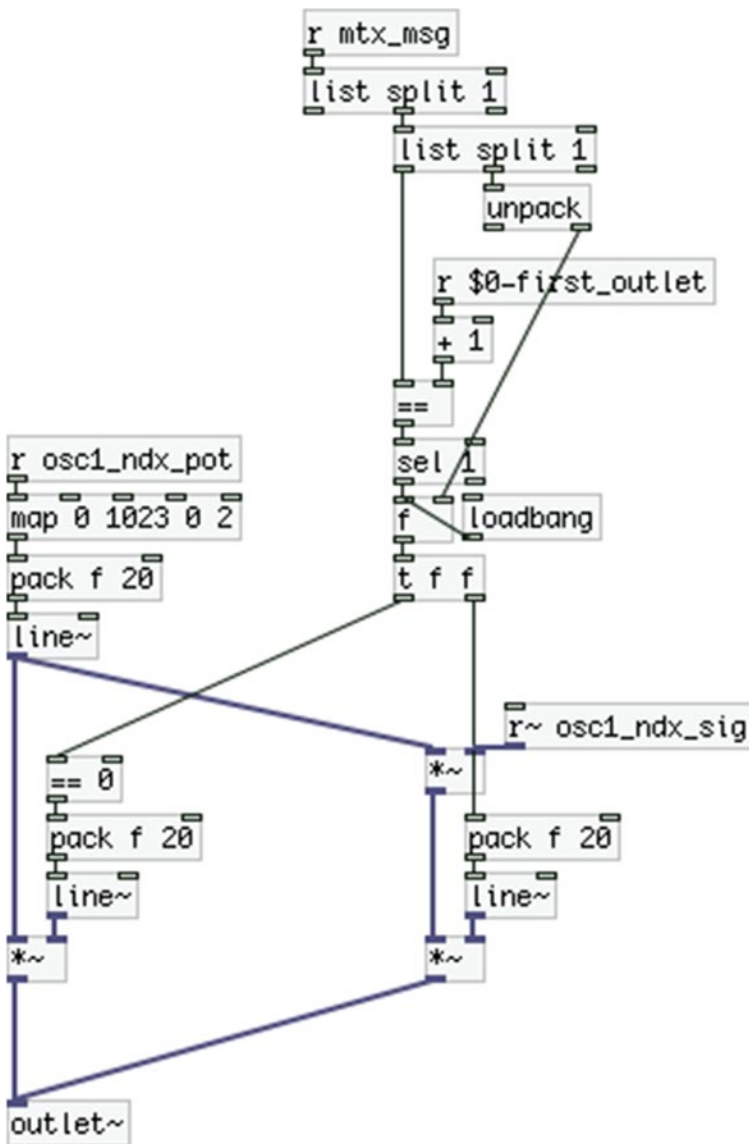 r mtx_msg
list split 1
list split 1
unpack
r $0-first_outlet
+ 1
==
sel 1
f
loadbang
t f f
r osc1_ndx_pot
map 0 1023 0 2
pack f 20
line~
r~ osc1_ndx_sig
*~
== 0
pack f 20
line~
*~
pack f 20
line~
*~
outlet~